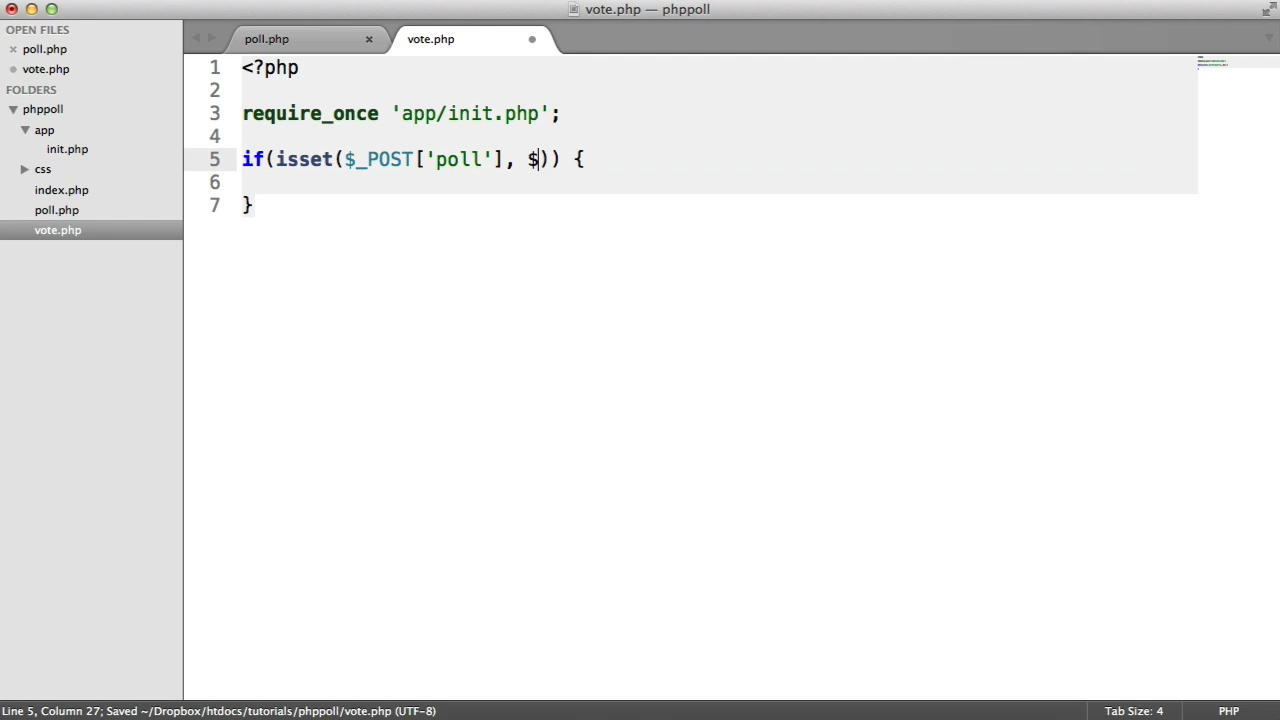 vote.php — phppoll
OPEN FILES
poll.php
vote.php
FOLDERS
phppoll
app
init.php
css
index.php
poll.php
vote.php
poll.php
vote.php
1 <?php
2
3 require_once 'app/init.php';
4
5 if(isset($_POST['poll'], $)) {
6
7 }
Line 5, Column 27; Saved ~/Dropbox/htdocs/tutorials/phppoll/vote.php (UTF-8)
Tab Size: 4
PHP